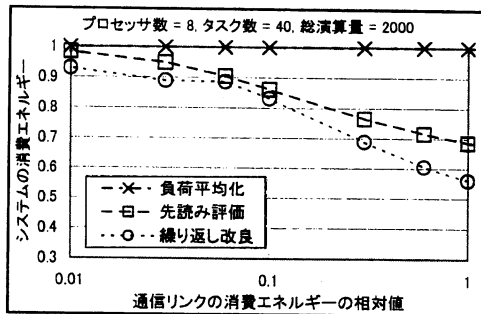 プロセッサ数 = 8, タスク数 = 40, 総演算量 = 2000
システムの消費エネルギー
1
0.9
0.8
0.7
0.6
0.5
0.4
0.3
負荷平均化
先読み評価
繰り返し改良
0.01
0.1
1
通信リンクの消費エネルギーの相対値